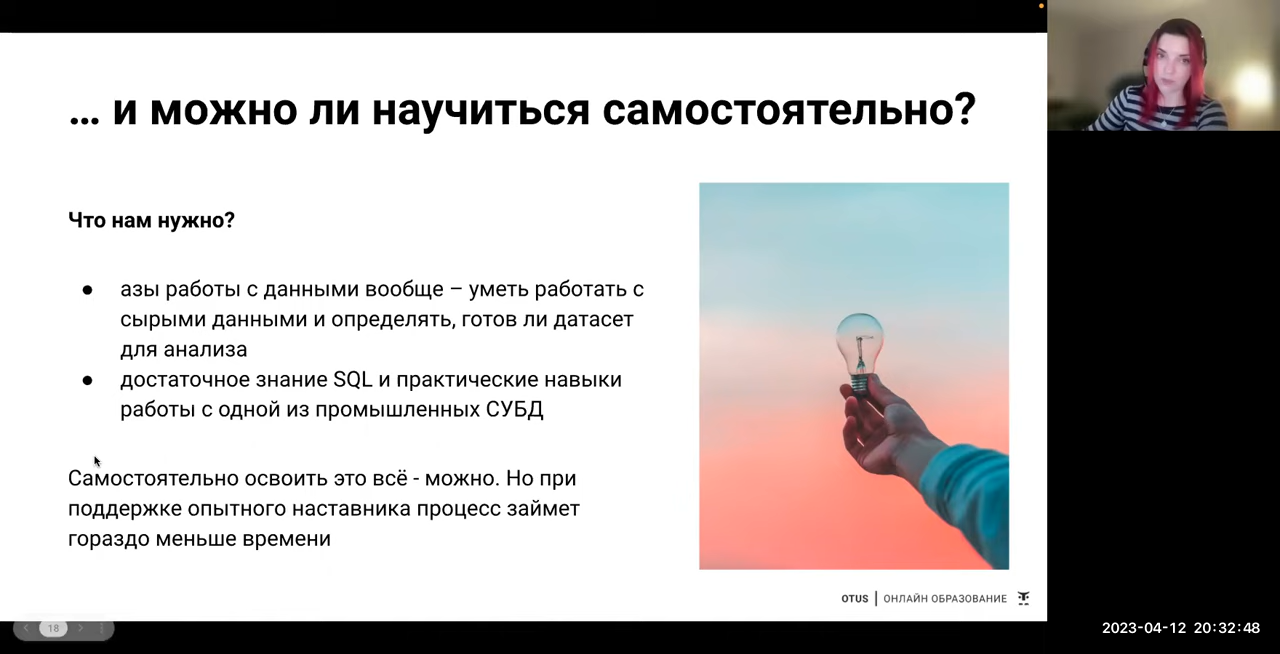 ... и можно ли научиться самостоятельно?
Что нам нужно?
● азы работы с данными вообще – уметь работать с
сырыми данными и определять, готов ли датасет
для анализа
● достаточное знание SQL и практические навыки
работы с одной из промышленных СУБД
Самостоятельно освоить это всё - можно. Но при
поддержке опытного наставника процесс займет
гораздо меньше времени
OTUS | ОНЛАЙН ОБРАЗОВАНИЕ
18
2023-04-12 20:32:48